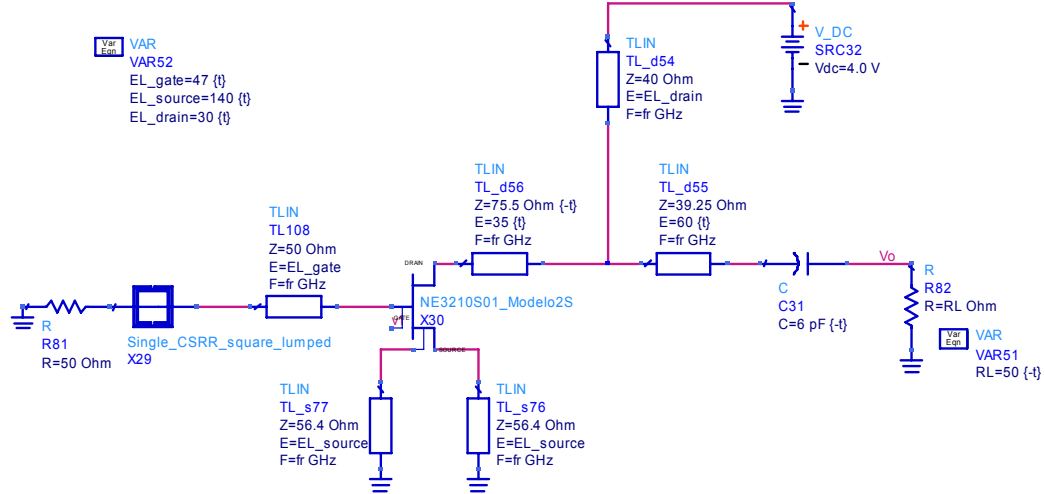 Var
Eqn
VAR
VAR52
EL_gate=47 {t}
EL_source=140 {t}
EL_drain=30 {t}
TLIN
TL_d54
Z=40 Ohm
E=EL_drain
F=fr GHz
+
V_DC
SRC32
Vdc=4.0 V
TLIN
TL_d56
Z=75.5 Ohm {-t}
E=35 {t}
F=fr GHz
TLIN
TL_d55
Z=39.25 Ohm
E=60 {t}
F=fr GHz
TLIN
TL108
Z=50 Ohm
E=EL_gate
F=fr GHz
R
R81
R=50 Ohm
Single_CSRR_square_lumped
X29
DRAIN
GATE
SOURCE
NE3210S01_Modelo2S
X30
TLIN
TL_s77
Z=56.4 Ohm
E=EL_source
F=fr GHz
TLIN
TL_s76
Z=56.4 Ohm
E=EL_source
F=fr GHz
C
C31
C=6 pF {-t}
Vo
R
R82
R=RL Ohm
Var
Eqn
VAR
VAR51
RL=50 {-t}